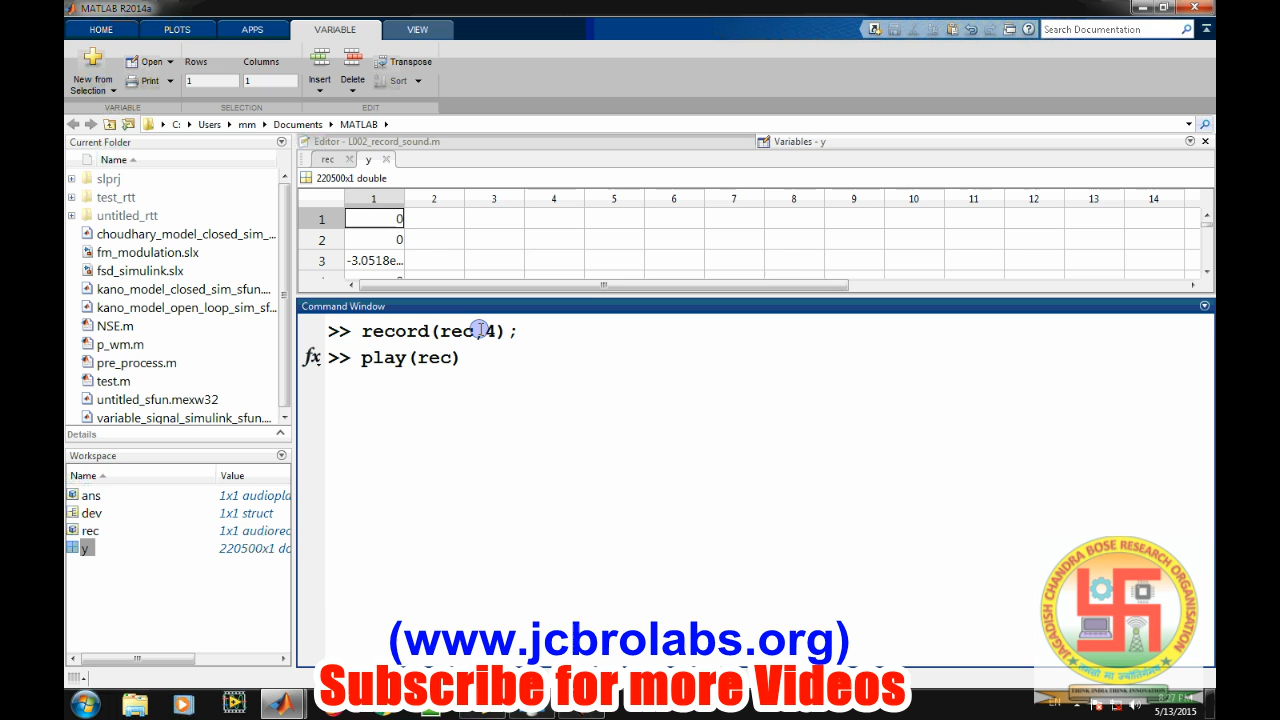 MATLAB R2014a
HOME PLOTS APPS VARIABLE VIEW
Search Documentation
New from Selection
Open
Print
Rows Columns
1 1
Insert Delete
Transpose
Sort
VARIABLE SELECTION EDIT
C: Users mm Documents MATLAB
Current Folder
Name
slprj
test_rtt
untitled_rtt
choudhary_model_closed_sim_...
fm_modulation.slx
fsd_simulink.slx
kano_model_closed_sim_sfun....
kano_model_open_loop_sim_sf...
NSE.m
p_wm.m
pre_process.m
test.m
untitled_sfun.mexw32
variable_signal_simulink_sfun....
Details
Workspace
Name Value
ans 1x1 audiopla
dev 1x1 struct
rec 1x1 audiorec
y 220500x1 do
Editor - L002_record_sound.m
Variables - y
rec y
220500x1 double
1 2 3 4 5 6 7 8 9 10 11 12 13 14
1 0
2 0
3 -3.0518e...
Command Window
>> record(rec,4);
fx >> play(rec)
JAGADISH CHANDRA BOSE RESEARCH ORGANISATION
THINK INDIA THINK INNOVATION
(www.jcbrolabs.org)
Subscribe for more Videos
EN
8:27 PM
5/13/2015